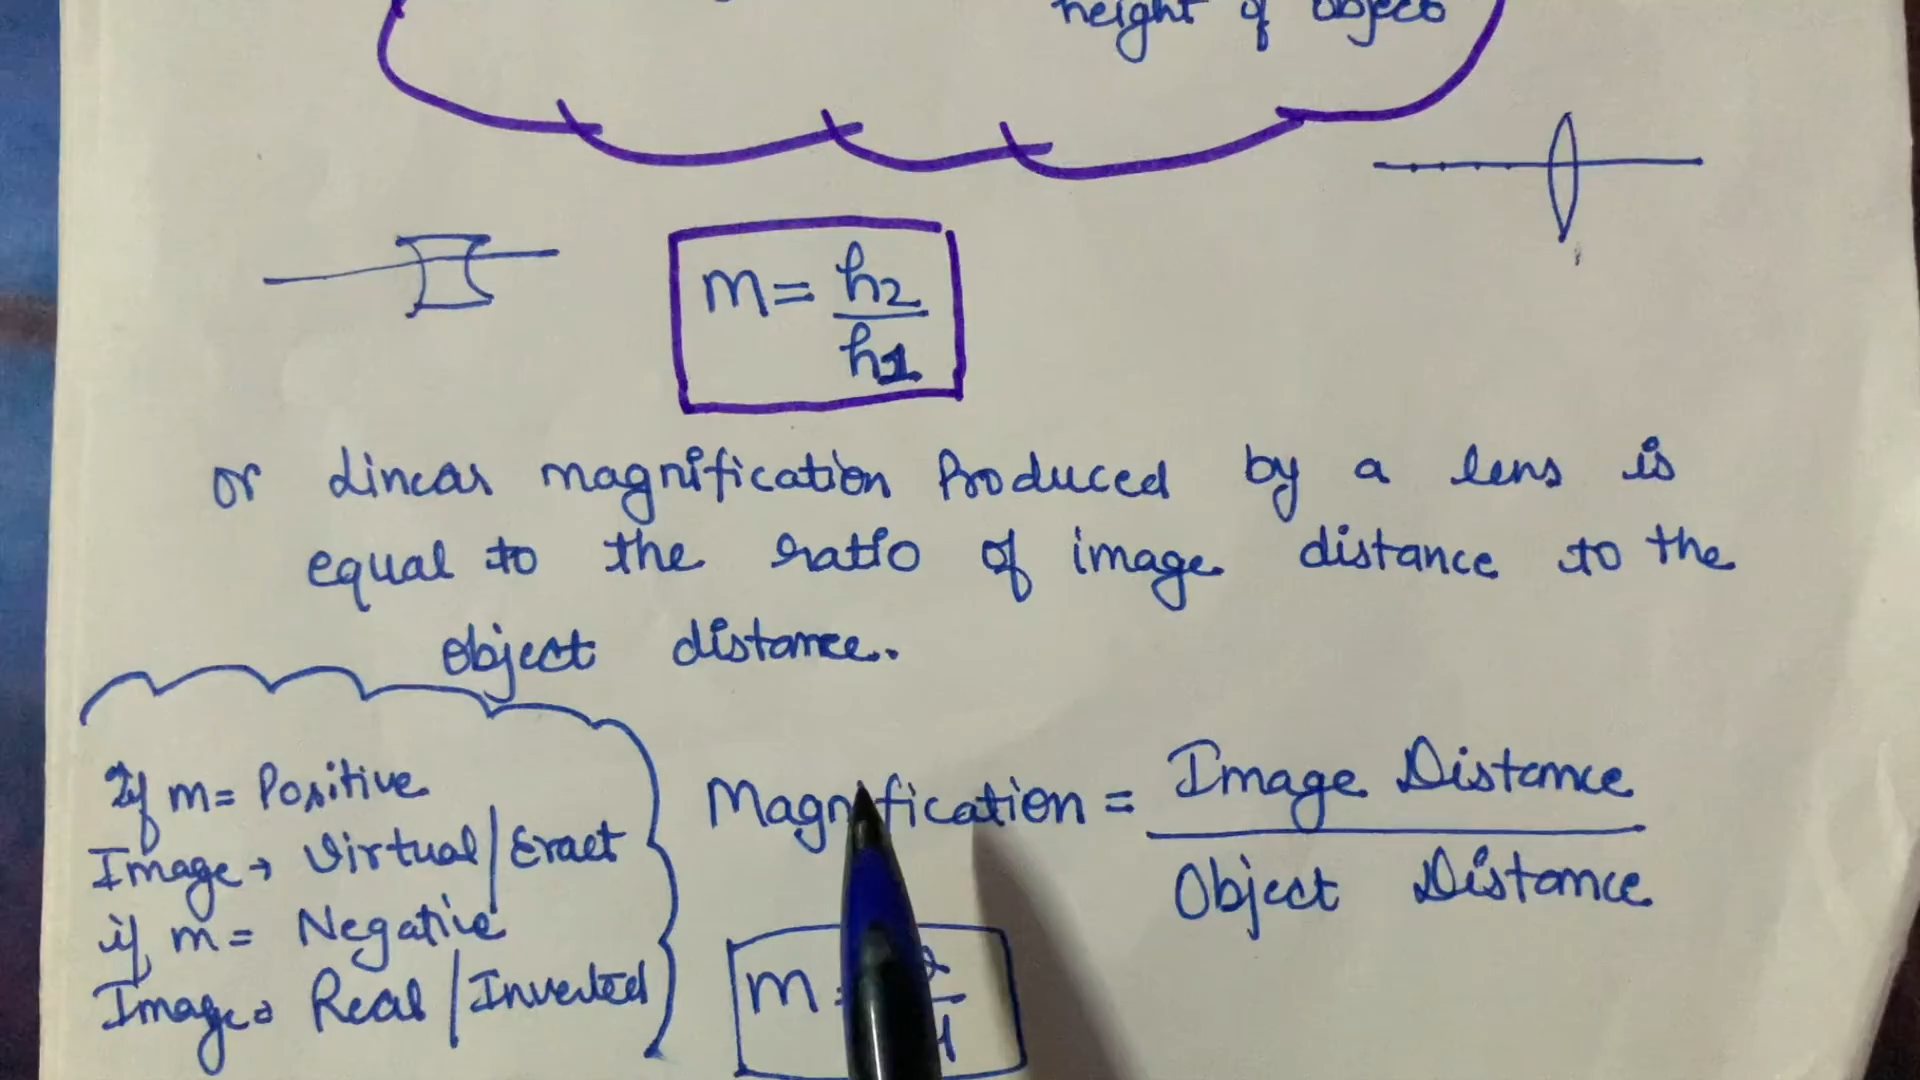 height of object
m = h2
h1
or Linear magnification Produced by a lens is
equal to the ratio of image distance to the
object distance.
If m = Positive
Image → Virtual / Eract
if m = Negative
Image = Real / Inverted
Magnification = Image Distance
Object Distance
m